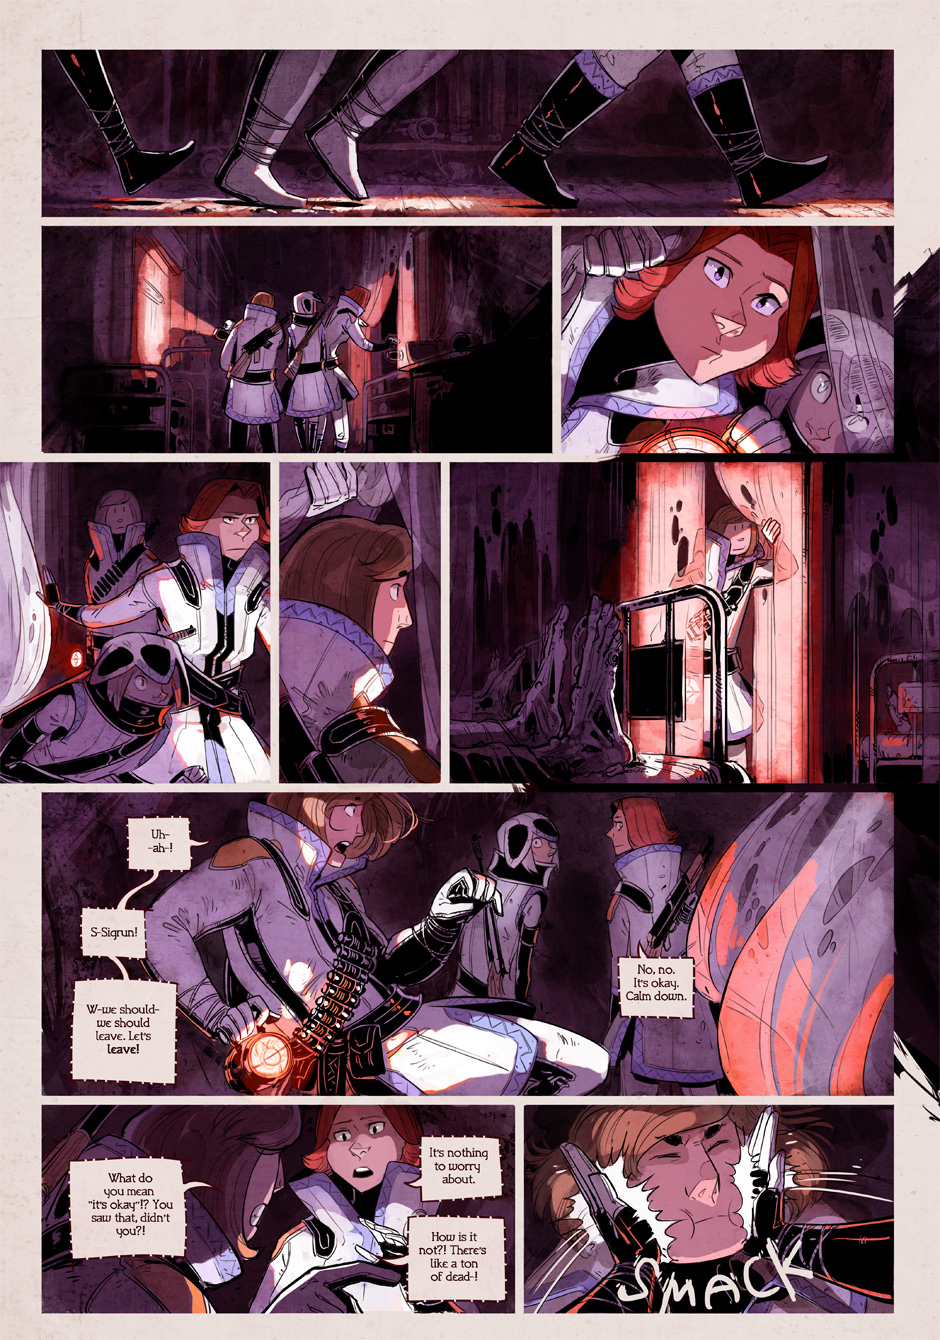 Uh-
-ah-!
S-Sigrun!
W-we should-
we should
leave. Let's
leave!
No, no.
It's okay.
Calm down.
What do
you mean
"it's okay"!? You
saw that, didn't
you?!
It's nothing
to worry
about.
How is it
not?! There's
like a ton
of dead-!
SMACK